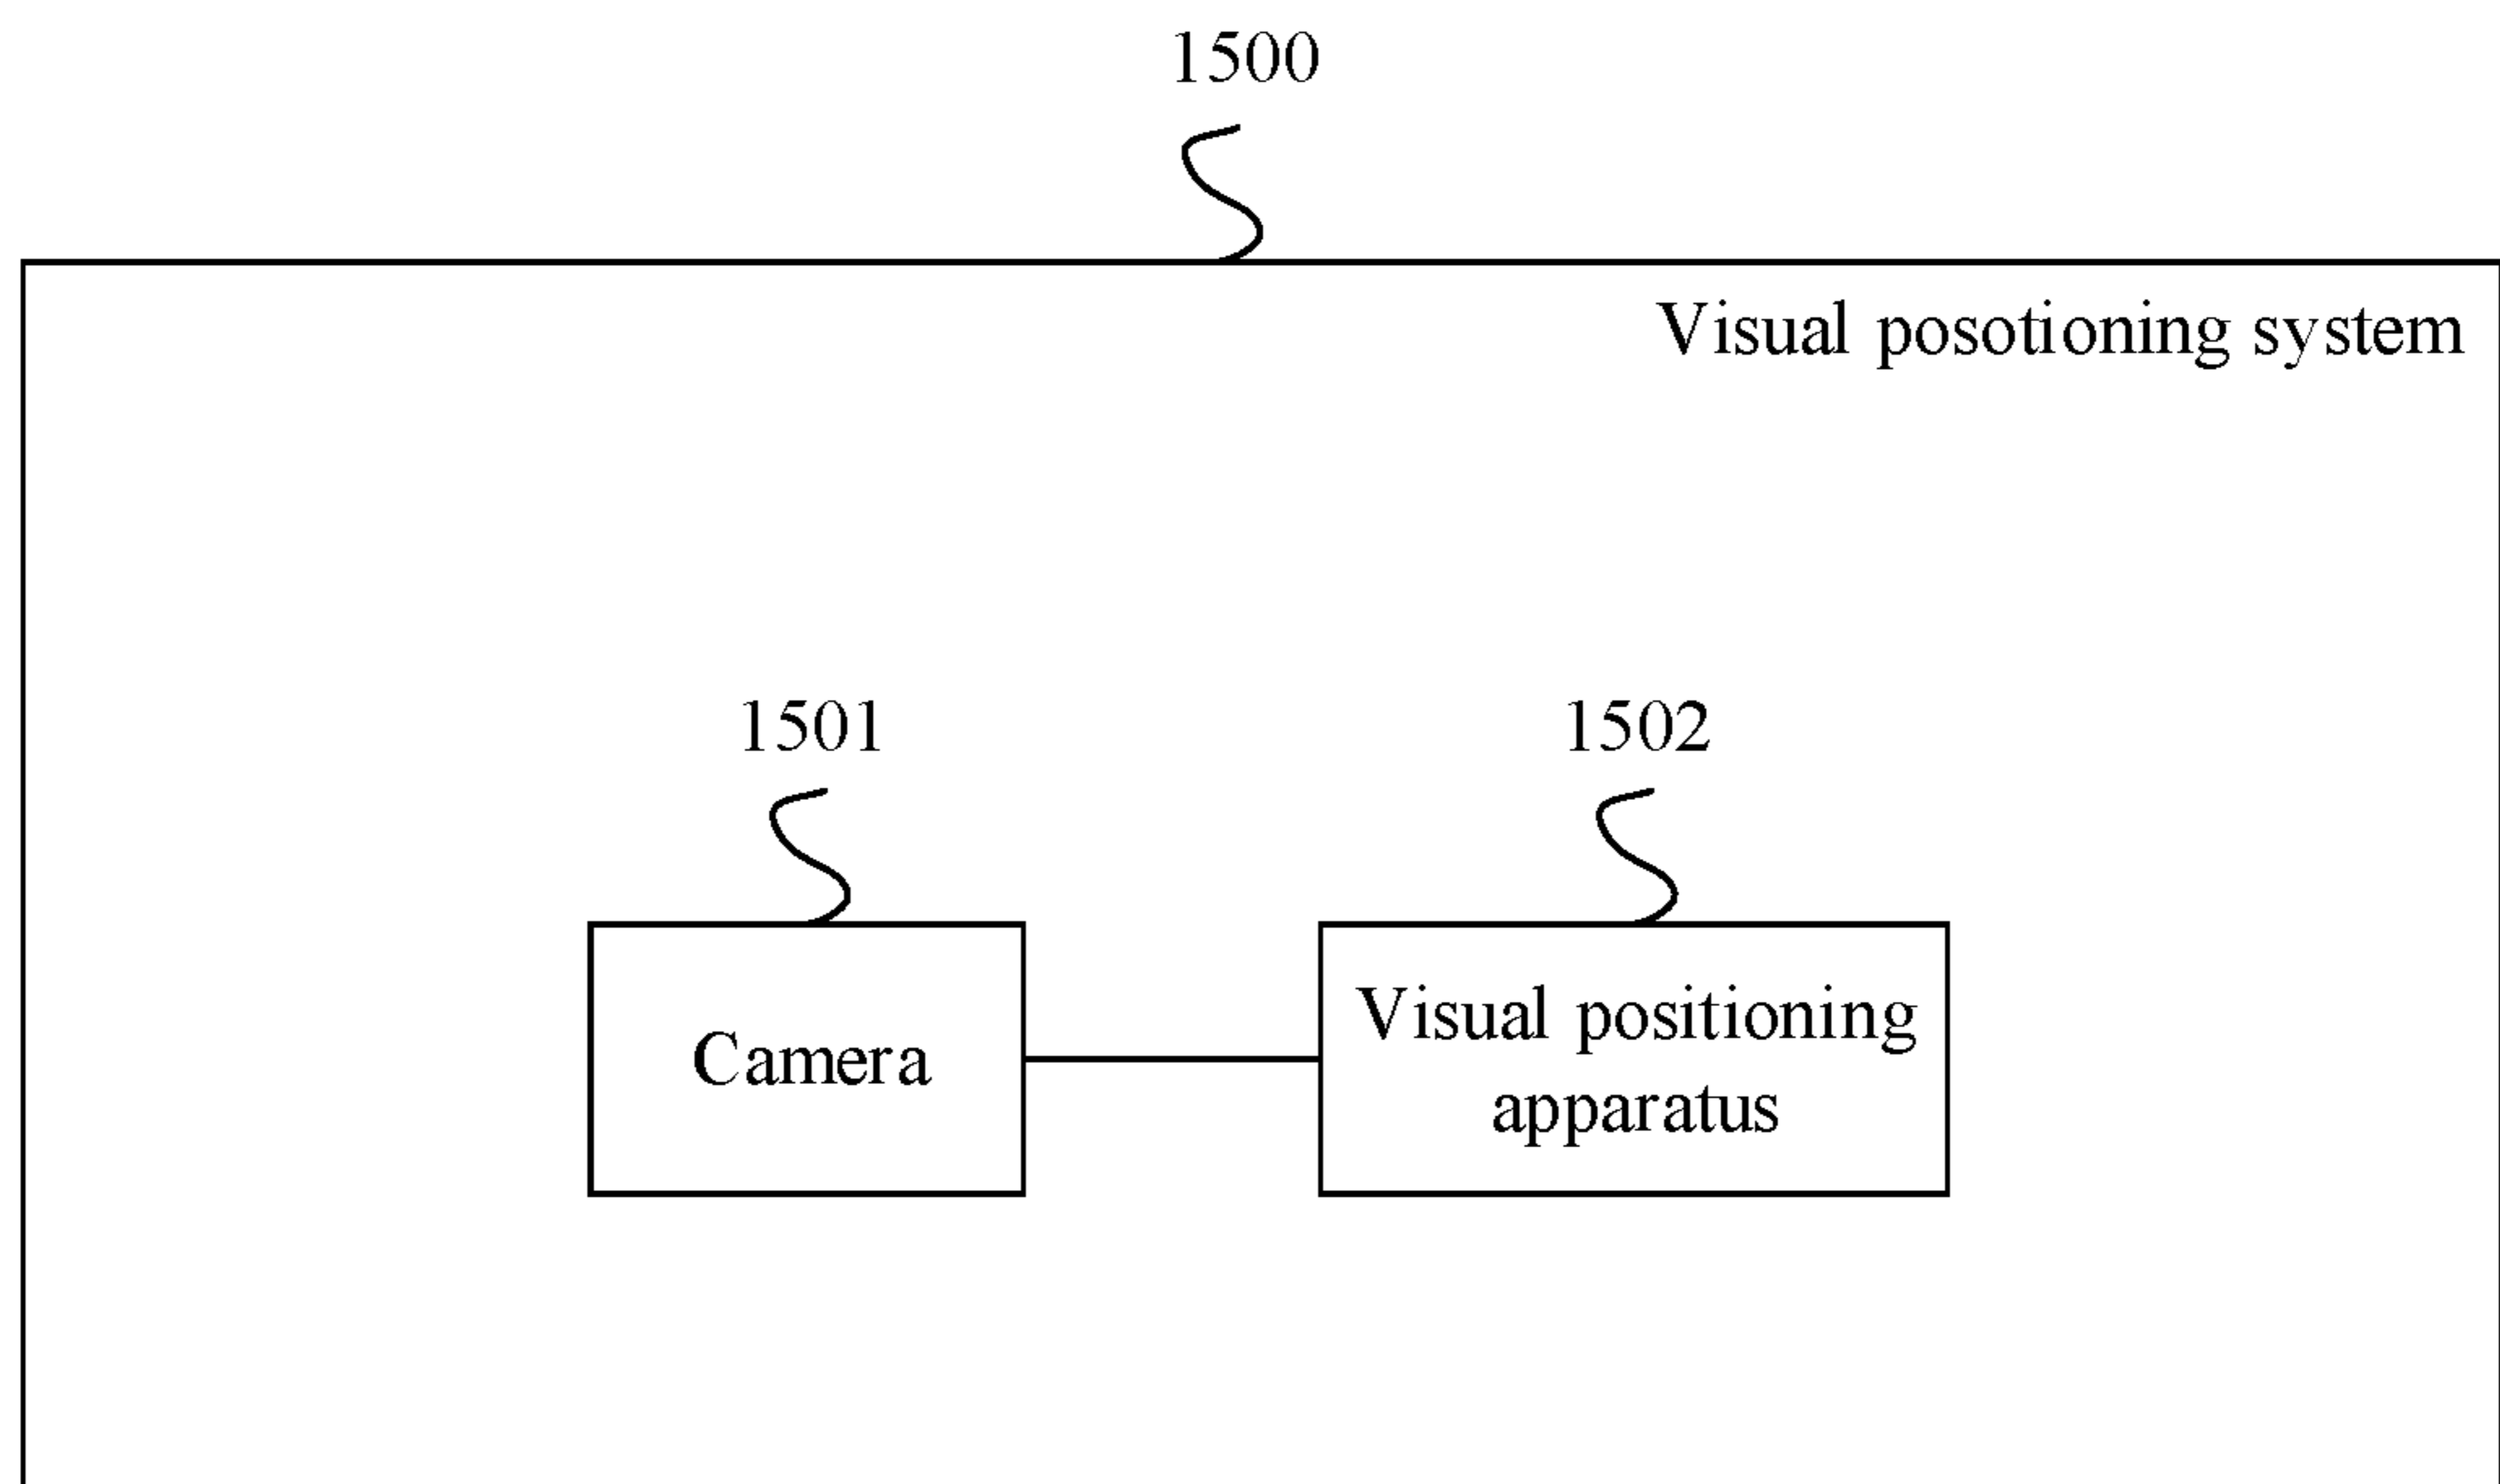 1500
Visual posotioning system
1501
1502
Camera
Visual positioning
apparatus